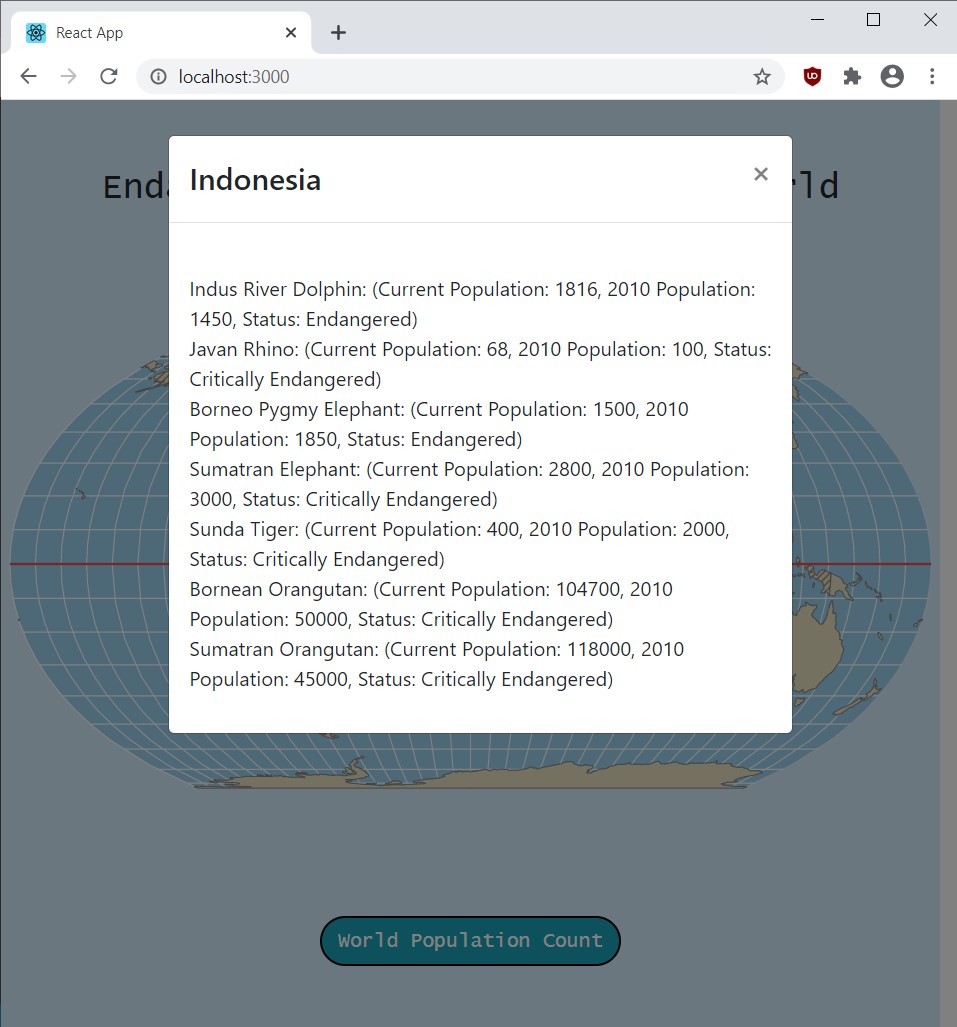 React App
localhost:3000
Indonesia
Indus River Dolphin: (Current Population: 1816, 2010 Population:
1450, Status: Endangered)
Javan Rhino: (Current Population: 68, 2010 Population: 100, Status:
Critically Endangered)
Borneo Pygmy Elephant: (Current Population: 1500, 2010
Population: 1850, Status: Endangered)
Sumatran Elephant: (Current Population: 2800, 2010 Population:
3000, Status: Critically Endangered)
Sunda Tiger: (Current Population: 400, 2010 Population: 2000,
Status: Critically Endangered)
Bornean Orangutan: (Current Population: 104700, 2010
Population: 50000, Status: Critically Endangered)
Sumatran Orangutan: (Current Population: 118000, 2010
Population: 45000, Status: Critically Endangered)
World Population Count